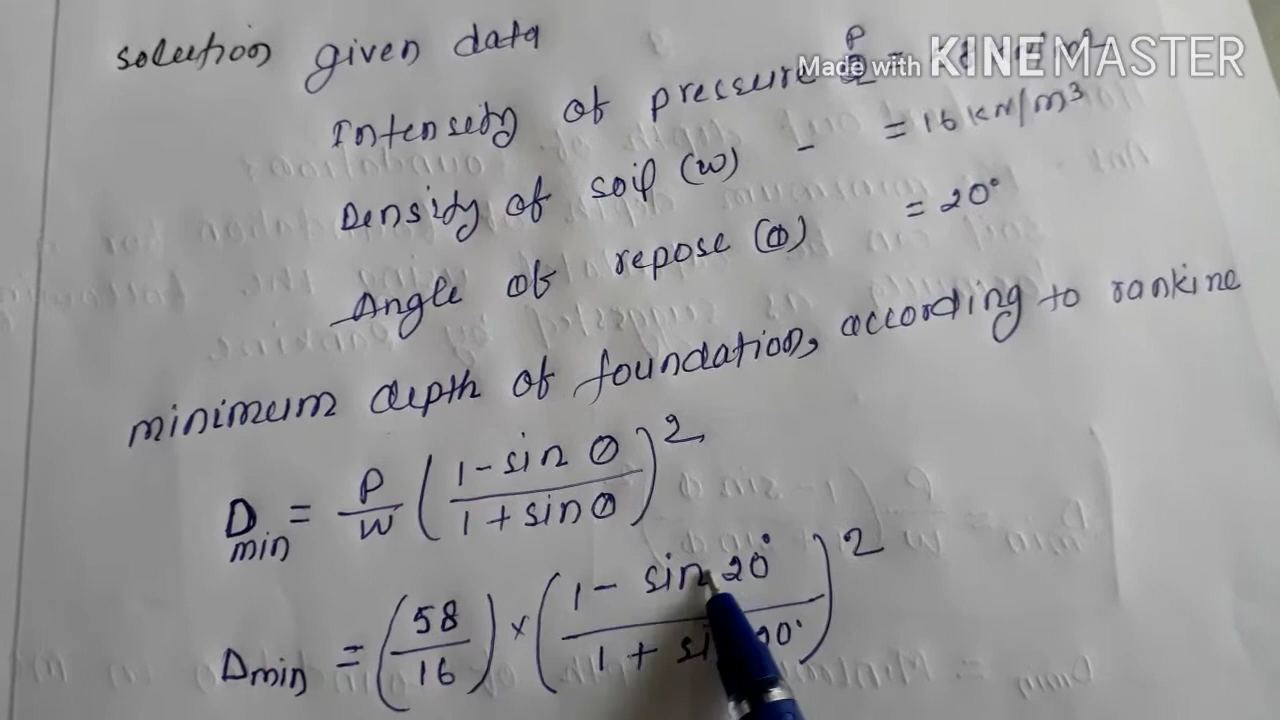 solution given data
P
Intensity of pressure
Made with KINEMASTER
Density of soil (w) - = 16 KN/m³
Angle of repose (Φ) = 20°
minimum depth of foundation, according to rankine
D min = P/W (1 - sin Φ / 1 + sin Φ)²
Dmin = (58/16) × (1 - sin 20° / 1 + si 20°)²